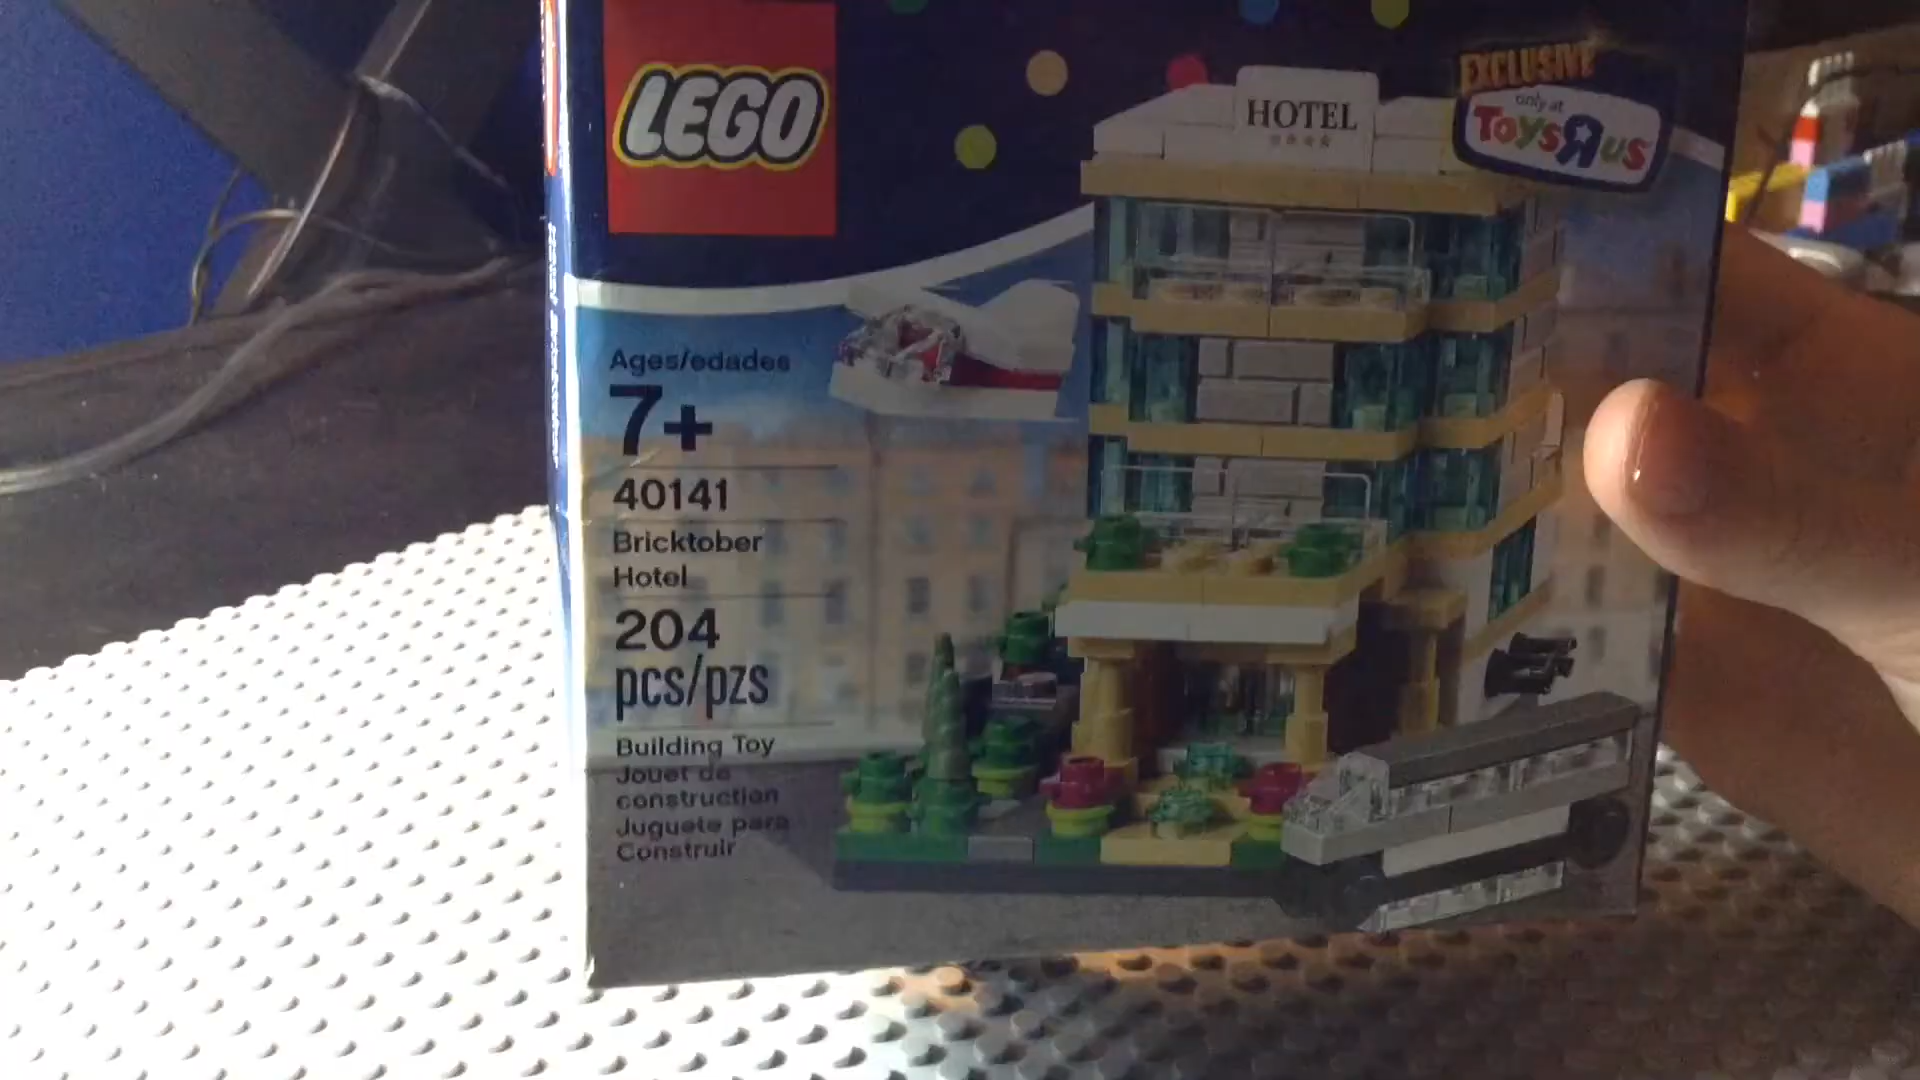 LEGO
HOTEL
EXCLUSIVE
only at
ToysRus
Ages/edades
7+
40141
Bricktober
Hotel
204
pcs/pzs
Building Toy
Jouet de
construction
Juguete para
Construir